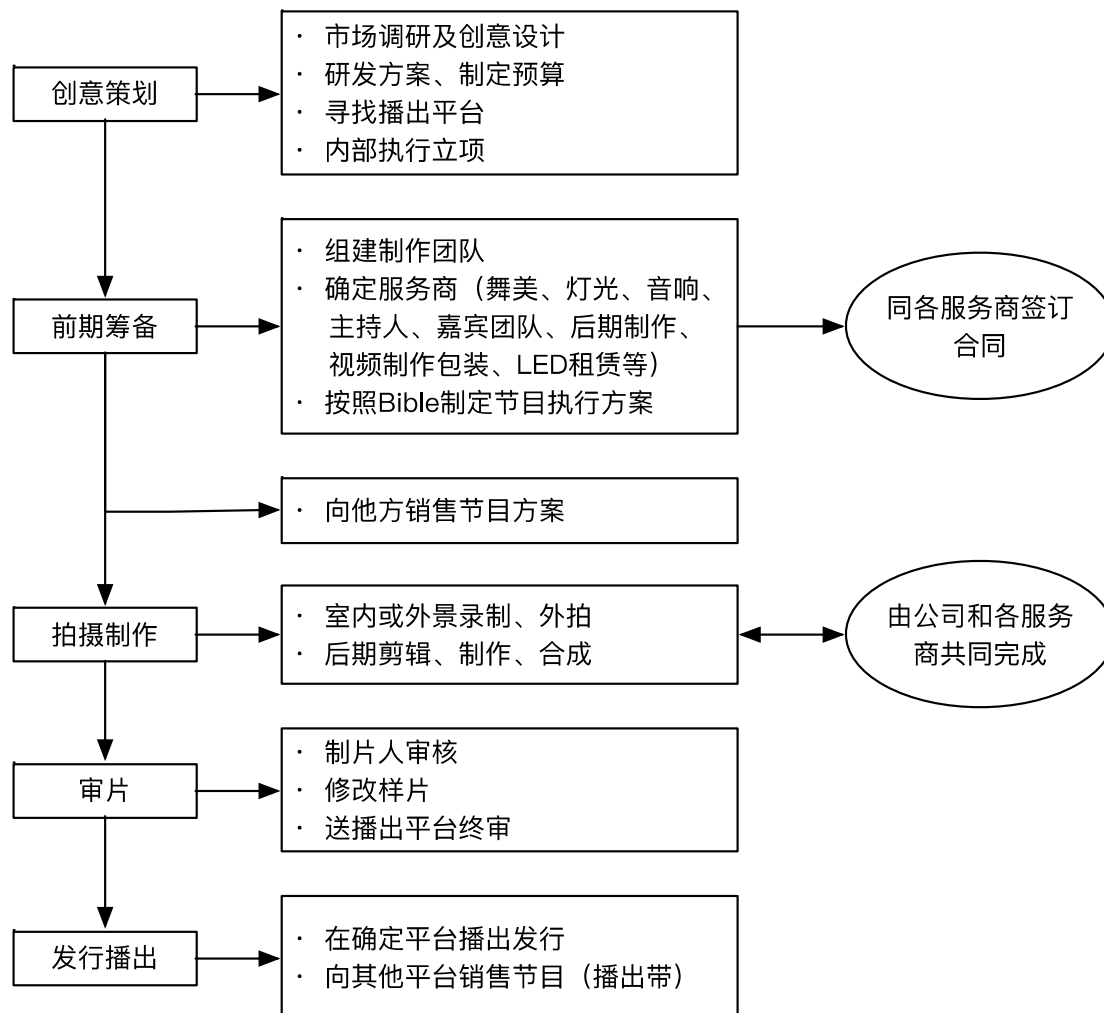 创意策划
· 市场调研及创意设计
· 研发方案、制定预算
· 寻找播出平台
· 内部执行立项
前期筹备
· 组建制作团队
· 确定服务商（舞美、灯光、音响、
主持人、嘉宾团队、后期制作、
视频制作包装、LED租赁等）
· 按照Bible制定节目执行方案
同各服务商签订
合同
· 向他方销售节目方案
拍摄制作
· 室内或外景录制、外拍
· 后期剪辑、制作、合成
由公司和各服务
商共同完成
审片
· 制片人审核
· 修改样片
· 送播出平台终审
发行播出
· 在确定平台播出发行
· 向其他平台销售节目（播出带）